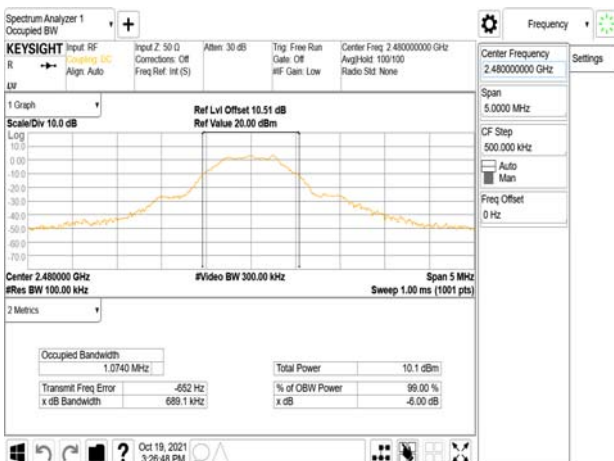 Spectrum Analyzer 1
Occupied BW
Frequency
KEYSIGHT
Input: RF
Coupling: DC
Align: Auto
Input Z: 50 Ω
Corrections: Off
Freq Ref: Int (S)
Atten: 30 dB
Trig: Free Run
Gate: Off
#IF Gain: Low
Center Freq: 2.480000000 GHz
Avg|Hold: 100/100
Radio Std: None
R
LXI
Center Frequency
2.480000000 GHz
Settings
Span
5.0000 MHz
CF Step
500.000 kHz
Auto
Man
Freq Offset
0 Hz
1 Graph
Scale/Div 10.0 dB
Ref Lvl Offset 10.51 dB
Ref Value 20.00 dBm
Log
10.0
0.00
-10.0
-20.0
-30.0
-40.0
-50.0
-60.0
-70.0
Center 2.480000 GHz
#Res BW 100.00 kHz
#Video BW 300.00 kHz
Span 5 MHz
Sweep 1.00 ms (1001 pts)
2 Metrics
Occupied Bandwidth
1.0740 MHz
Transmit Freq Error -652 Hz
x dB Bandwidth 689.1 kHz
Total Power 10.1 dBm
% of OBW Power 99.00 %
x dB -6.00 dB
?
Oct 19, 2021
3:26:48 PM